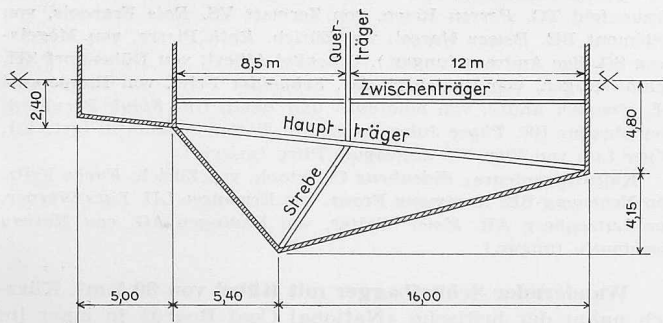 Quer-
träger
8,5 m
12 m
Zwischenträger
2,40
Haupt-träger
4,80
Strebe
4,16
5,00
5,40
16,00